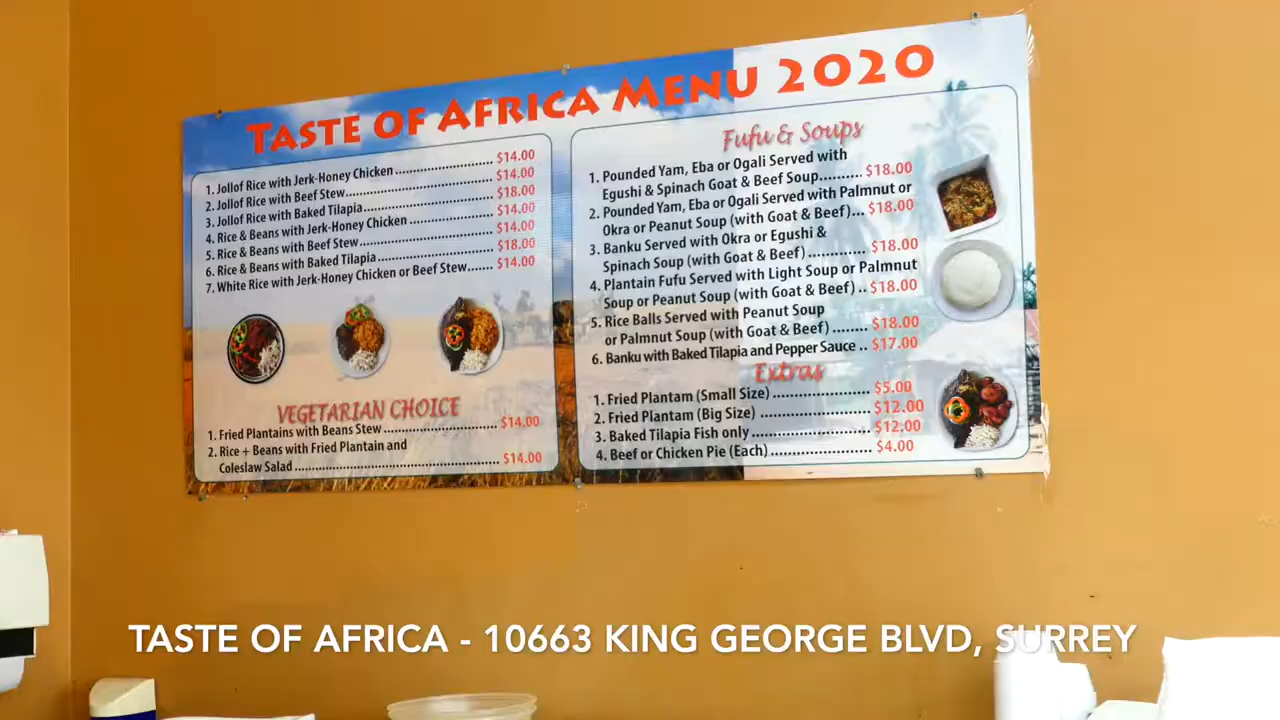 TASTE OF AFRICA MENU 2020
1. Jollof Rice with Jerk-Honey Chicken ........................ $14.00
2. Jollof Rice with Beef Stew.................................... $14.00
3. Jollof Rice with Baked Tilapia ............................... $18.00
4. Rice & Beans with Jerk-Honey Chicken .................... $14.00
5. Rice & Beans with Beef Stew................................. $14.00
6. Rice & Beans with Baked Tilapia............................ $18.00
7. White Rice with Jerk-Honey Chicken or Beef Stew....... $14.00
VEGETARIAN CHOICE
1. Fried Plantains with Beans Stew ............................ $14.00
2. Rice + Beans with Fried Plantain and
Coleslaw Salad .................................................. $14.00
Fufu & Soups
1. Pounded Yam, Eba or Ogali Served with
Egushi & Spinach Goat & Beef Soup.......... $18.00
2. Pounded Yam, Eba or Ogali Served with Palmnut or
Okra or Peanut Soup (with Goat & Beef)... $18.00
3. Banku Served with Okra or Egushi &
Spinach Soup (with Goat & Beef) ............. $18.00
4. Plantain Fufu Served with Light Soup or Palmnut
Soup or Peanut Soup (with Goat & Beef) .. $18.00
5. Rice Balls Served with Peanut Soup
or Palmnut Soup (with Goat & Beef) ........ $18.00
6. Banku with Baked Tilapia and Pepper Sauce .. $17.00
Extras
1. Fried Plantam (Small Size) ...................... $5.00
2. Fried Plantam (Big Size) ........................ $12.00
3. Baked Tilapia Fish only .......................... $12.00
4. Beef or Chicken Pie (Each) ...................... $4.00
TASTE OF AFRICA - 10663 KING GEORGE BLVD, SURREY